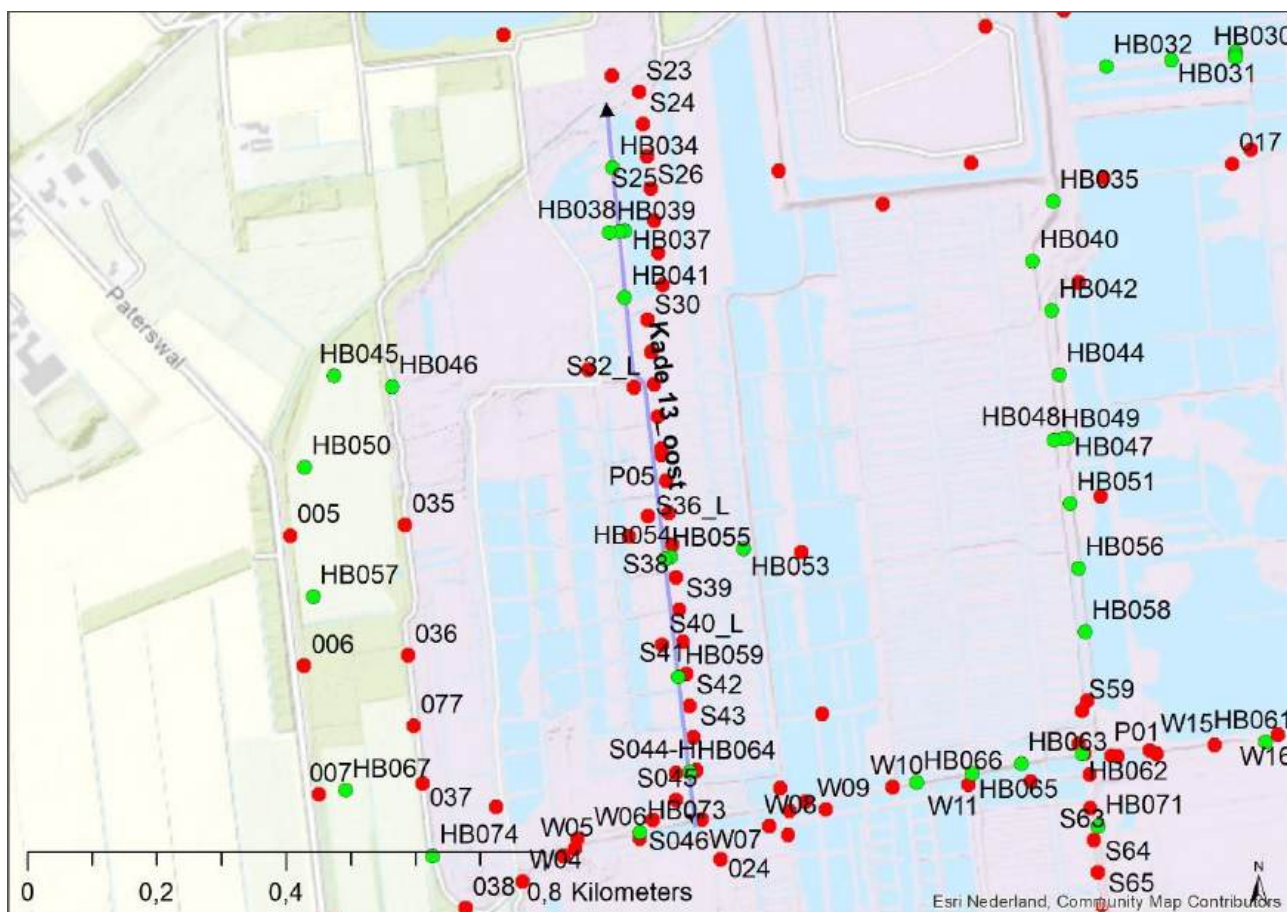 HB030
HB032
HB031
S23
S24
HB034
017
S25 S26
HB035
HB038 HB039
HB037
HB040
HB041
S30
HB042
Paterswal
Kade 13_oost
S32_L
HB045
HB046
HB044
HB048 HB049
HB047
HB050
P05
HB051
S36_L
005
035
HB054 HB055
S38
HB053
HB056
S39
HB057
HB058
S40_L
036
S41 HB059
006
S42
S59
077
S43
P01 W15 HB061
W16
S044-HHB064
HB063
HB066
HB062
S045
W10
HB065
007 HB067
037
W11
W09
HB071
S63
W08
W06 HB073
W05
S046 W07
HB074
S64
W04
024
S65
038
0 0,2 0,4 0,8 Kilometers
N
Esri Nederland, Community Map Contributors